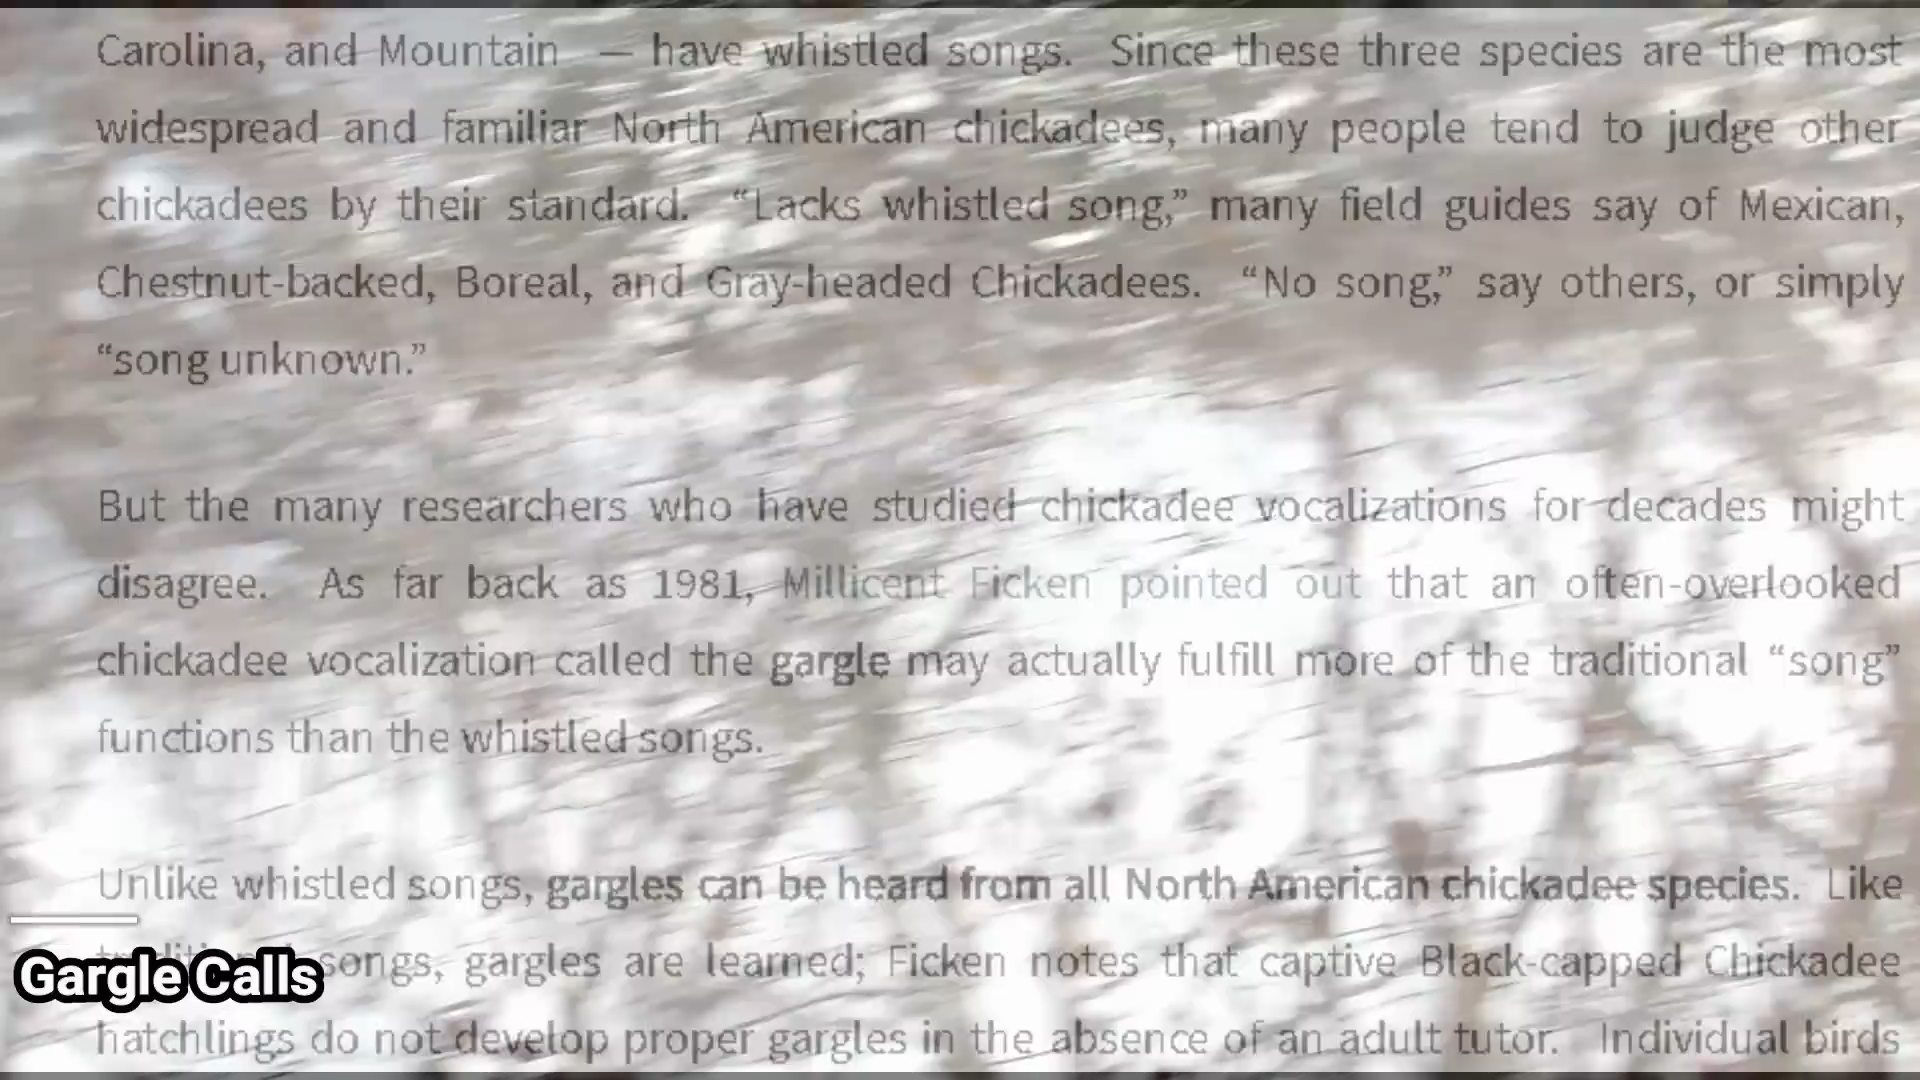 Carolina, and Mountain — have whistled songs. Since these three species are the most
widespread and familiar North American chickadees, many people tend to judge other
chickadees by their standard. “Lacks whistled song,” many field guides say of Mexican,
Chestnut-backed, Boreal, and Gray-headed Chickadees. “No song,” say others, or simply
“song unknown.”
But the many researchers who have studied chickadee vocalizations for decades might
disagree. As far back as 1981, Millicent Ficken pointed out that an often-overlooked
chickadee vocalization called the gargle may actually fulfill more of the traditional “song”
functions than the whistled songs.
Unlike whistled songs, gargles can be heard from all North American chickadee species. Like
songs, gargles are learned; Ficken notes that captive Black-capped Chickadee
Gargle Calls
hatchlings do not develop proper gargles in the absence of an adult tutor. Individual birds